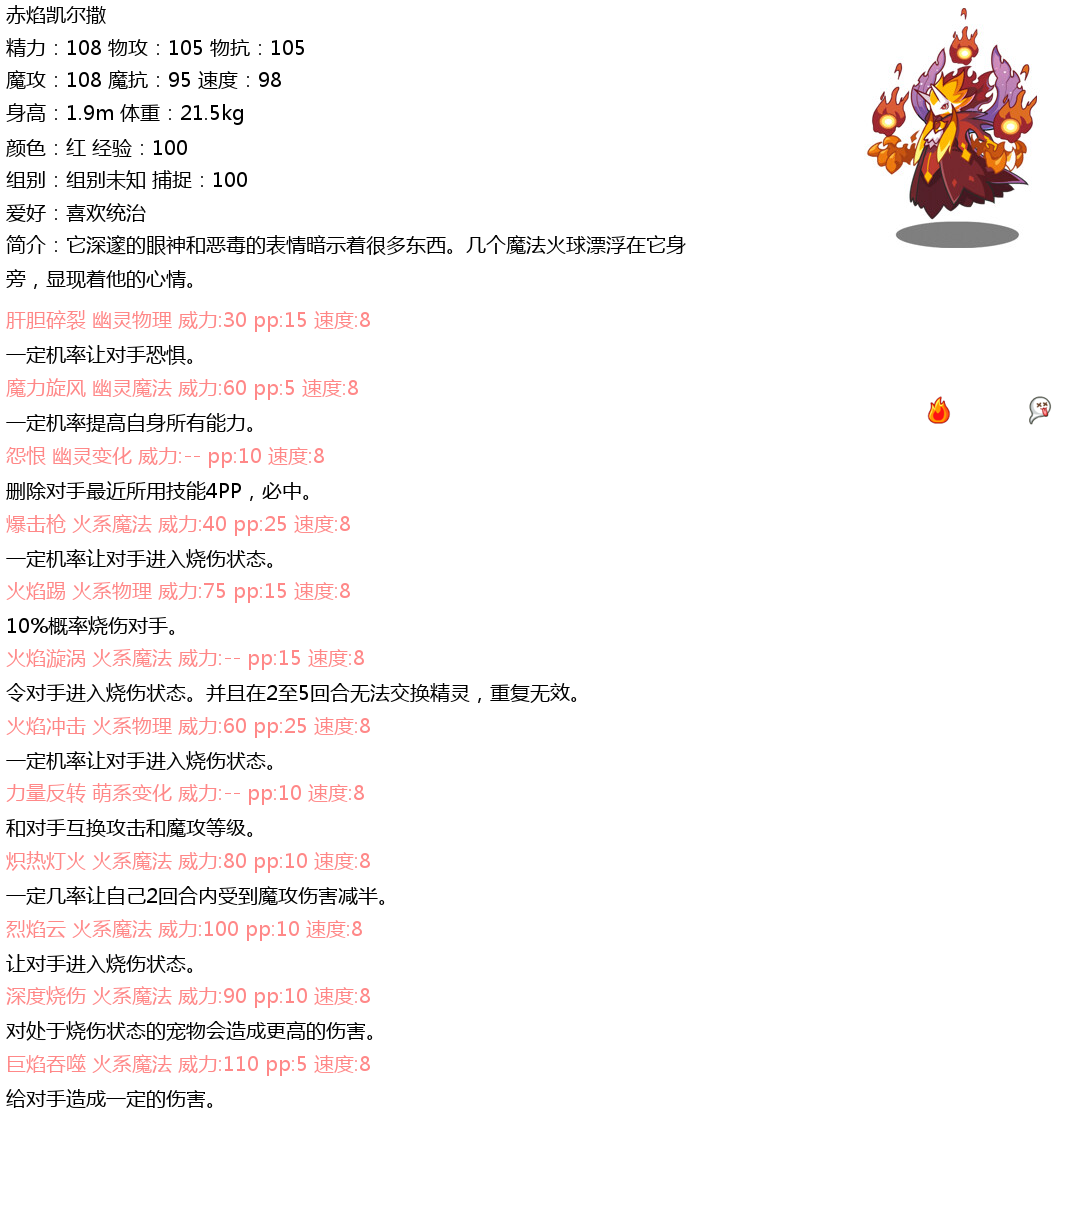 赤焰凯尔撒
精力：108 物攻：105 物抗：105
魔攻：108 魔抗：95 速度：98
身高：1.9m 体重：21.5kg
颜色：红 经验：100
组别：组别未知 捕捉：100
爱好：喜欢统治
简介：它深邃的眼神和恶毒的表情暗示着很多东西。几个魔法火球漂浮在它身
旁，显现着他的心情。
肝胆碎裂 幽灵物理 威力:30 pp:15 速度:8
一定机率让对手恐惧。
魔力旋风 幽灵魔法 威力:60 pp:5 速度:8
一定机率提高自身所有能力。
怨恨 幽灵变化 威力:-- pp:10 速度:8
删除对手最近所用技能4PP，必中。
爆击枪 火系魔法 威力:40 pp:25 速度:8
一定机率让对手进入烧伤状态。
火焰踢 火系物理 威力:75 pp:15 速度:8
10%概率烧伤对手。
火焰漩涡 火系魔法 威力:-- pp:15 速度:8
令对手进入烧伤状态。并且在2至5回合无法交换精灵，重复无效。
火焰冲击 火系物理 威力:60 pp:25 速度:8
一定机率让对手进入烧伤状态。
力量反转 萌系变化 威力:-- pp:10 速度:8
和对手互换攻击和魔攻等级。
炽热灯火 火系魔法 威力:80 pp:10 速度:8
一定几率让自己2回合内受到魔攻伤害减半。
烈焰云 火系魔法 威力:100 pp:10 速度:8
让对手进入烧伤状态。
深度烧伤 火系魔法 威力:90 pp:10 速度:8
对处于烧伤状态的宠物会造成更高的伤害。
巨焰吞噬 火系魔法 威力:110 pp:5 速度:8
给对手造成一定的伤害。